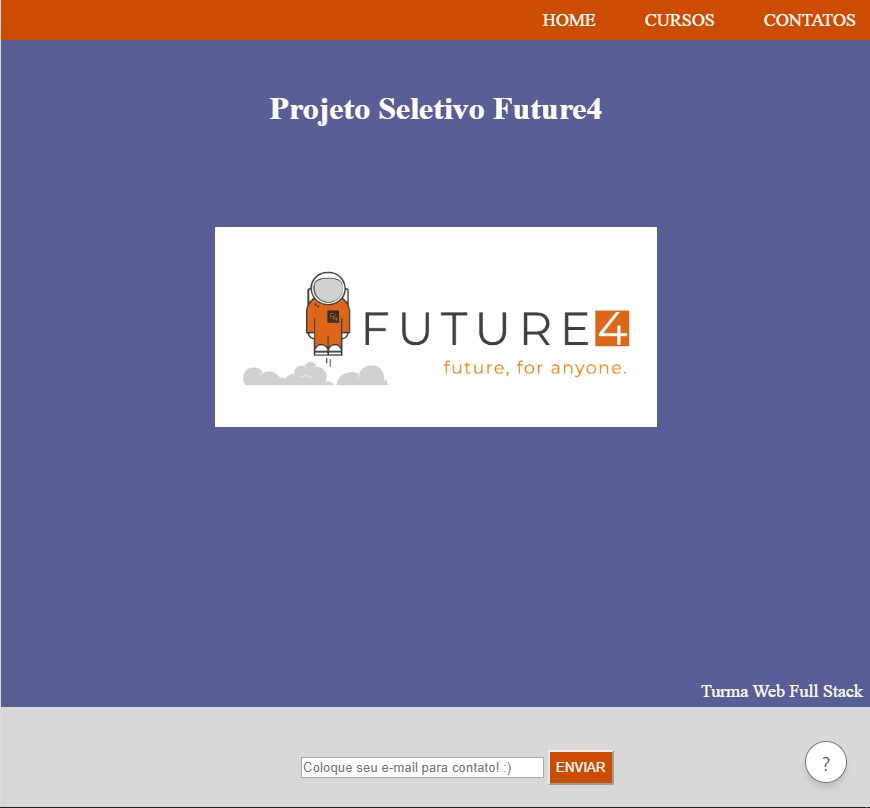 HOME CURSOS CONTATOS
Projeto Seletivo Future4
FUTURE4
future, for anyone.
Turma Web Full Stack
Coloque seu e-mail para contato! :) ENVIAR
?